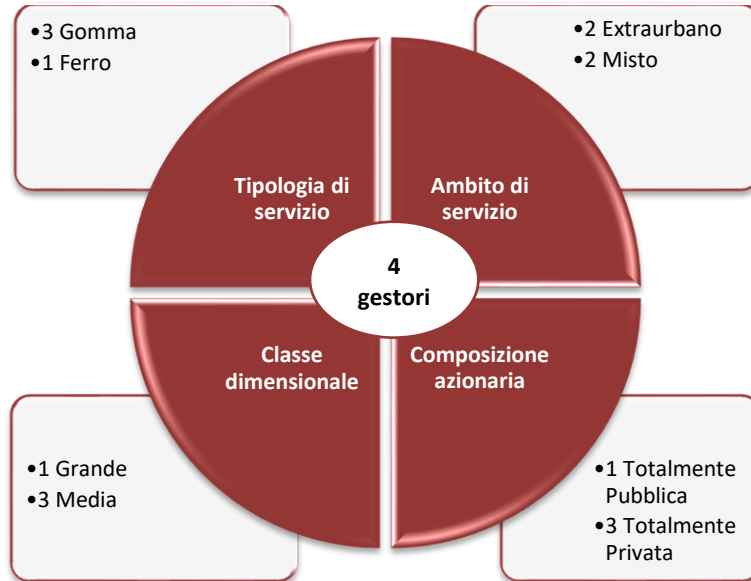 •3 Gomma
•1 Ferro
•2 Extraurbano
•2 Misto
Tipologia di
servizio
Ambito di
servizio
4
gestori
Classe
dimensionale
Composizione
azionaria
•1 Grande
•3 Media
•1 Totalmente
Pubblica
•3 Totalmente
Privata